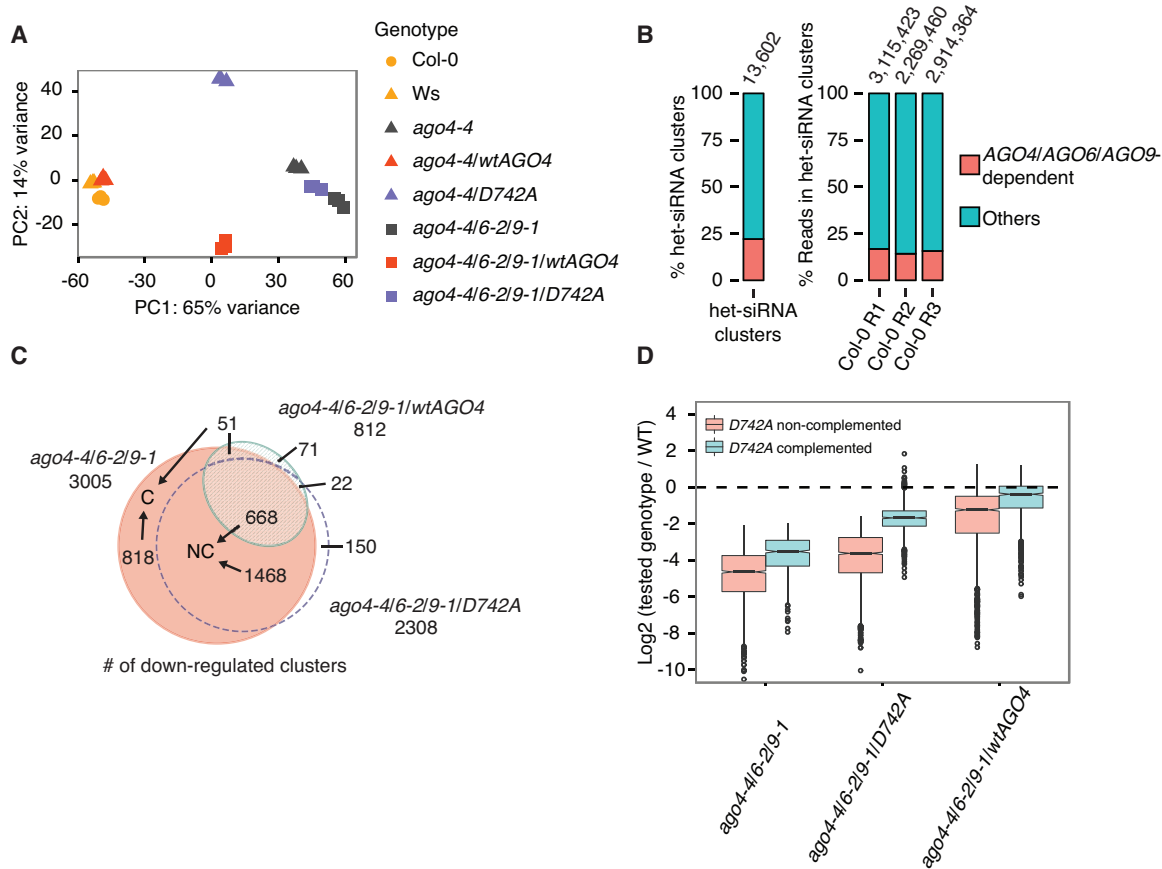 A
Genotype
Col-0
Ws
ago4-4
ago4-4/wtAGO4
ago4-4/D742A
ago4-4/6-2/9-1
ago4-4/6-2/9-1/wtAGO4
ago4-4/6-2/9-1/D742A
PC2: 14% variance
40
20
0
-20
-60
-30
0
30
60
PC1: 65% variance
B
% het-siRNA clusters
13,602
100
75
50
25
0
het-siRNA
clusters
% Reads in het-siRNA clusters
3,115,423
2,269,460
2,914,364
100
75
50
25
0
Col-0 R1
Col-0 R2
Col-0 R3
AGO4/AGO6/AGO9-
dependent
Others
C
ago4-4/6-2/9-1/wtAGO4
812
51
71
ago4-4/6-2/9-1
3005
22
C
668
818
NC
150
1468
ago4-4/6-2/9-1/D742A
2308
# of down-regulated clusters
D
Log2 (tested genotype / WT)
4
2
0
-2
-4
-6
-8
-10
D742A non-complemented
D742A complemented
ago4-4/6-2/9-1
ago4-4/6-2/9-1/D742A
ago4-4/6-2/9-1/wtAGO4